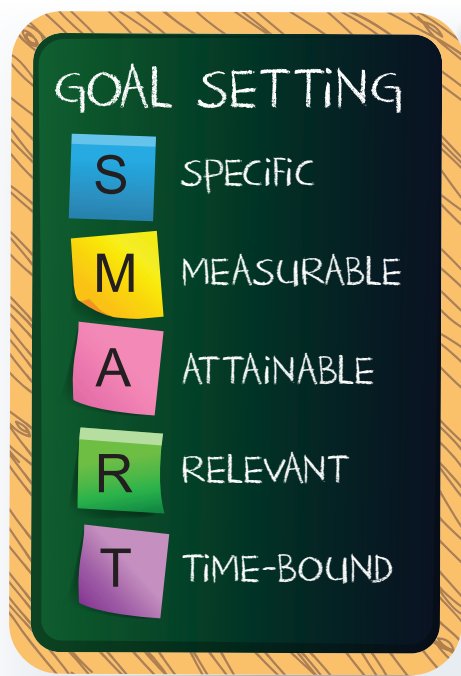 GOAL SETTING
S SPECIFIC
M MEASURABLE
A ATTAINABLE
R RELEVANT
T TIME-BOUND